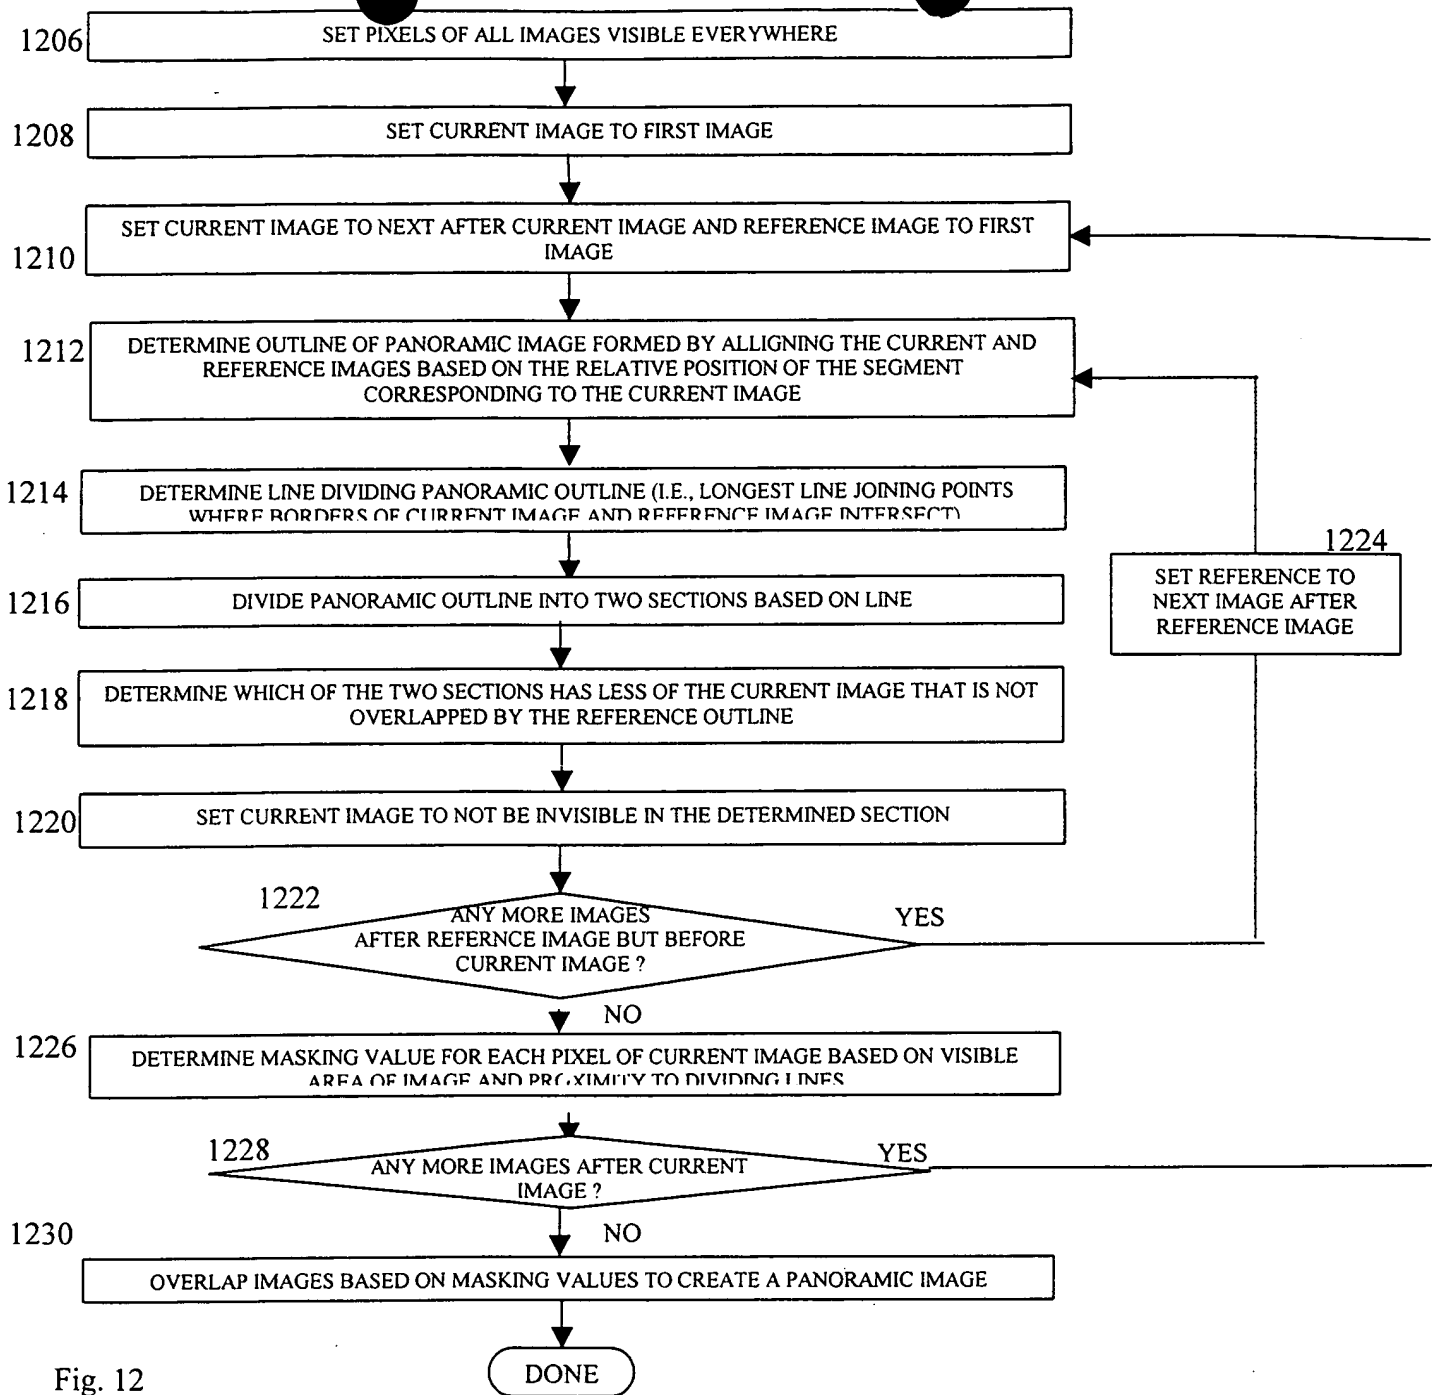 1206
SET PIXELS OF ALL IMAGES VISIBLE EVERYWHERE
1208
SET CURRENT IMAGE TO FIRST IMAGE
1210
SET CURRENT IMAGE TO NEXT AFTER CURRENT IMAGE AND REFERENCE IMAGE TO FIRST
IMAGE
1212
DETERMINE OUTLINE OF PANORAMIC IMAGE FORMED BY ALLIGNING THE CURRENT AND
REFERENCE IMAGES BASED ON THE RELATIVE POSITION OF THE SEGMENT
CORRESPONDING TO THE CURRENT IMAGE
1214
DETERMINE LINE DIVIDING PANORAMIC OUTLINE (I.E., LONGEST LINE JOINING POINTS
WHERE BORDERS OF CURRENT IMAGE AND REFERENCE IMAGE INTERSECT)
1224
SET REFERENCE TO
NEXT IMAGE AFTER
REFERENCE IMAGE
1216
DIVIDE PANORAMIC OUTLINE INTO TWO SECTIONS BASED ON LINE
1218
DETERMINE WHICH OF THE TWO SECTIONS HAS LESS OF THE CURRENT IMAGE THAT IS NOT
OVERLAPPED BY THE REFERENCE OUTLINE
1220
SET CURRENT IMAGE TO NOT BE INVISIBLE IN THE DETERMINED SECTION
1222
ANY MORE IMAGES
AFTER REFERNCE IMAGE BUT BEFORE
CURRENT IMAGE ?
YES
NO
1226
DETERMINE MASKING VALUE FOR EACH PIXEL OF CURRENT IMAGE BASED ON VISIBLE
AREA OF IMAGE AND PROXIMITY TO DIVIDING LINES
1228
ANY MORE IMAGES AFTER CURRENT
IMAGE ?
YES
NO
1230
OVERLAP IMAGES BASED ON MASKING VALUES TO CREATE A PANORAMIC IMAGE
DONE
Fig. 12